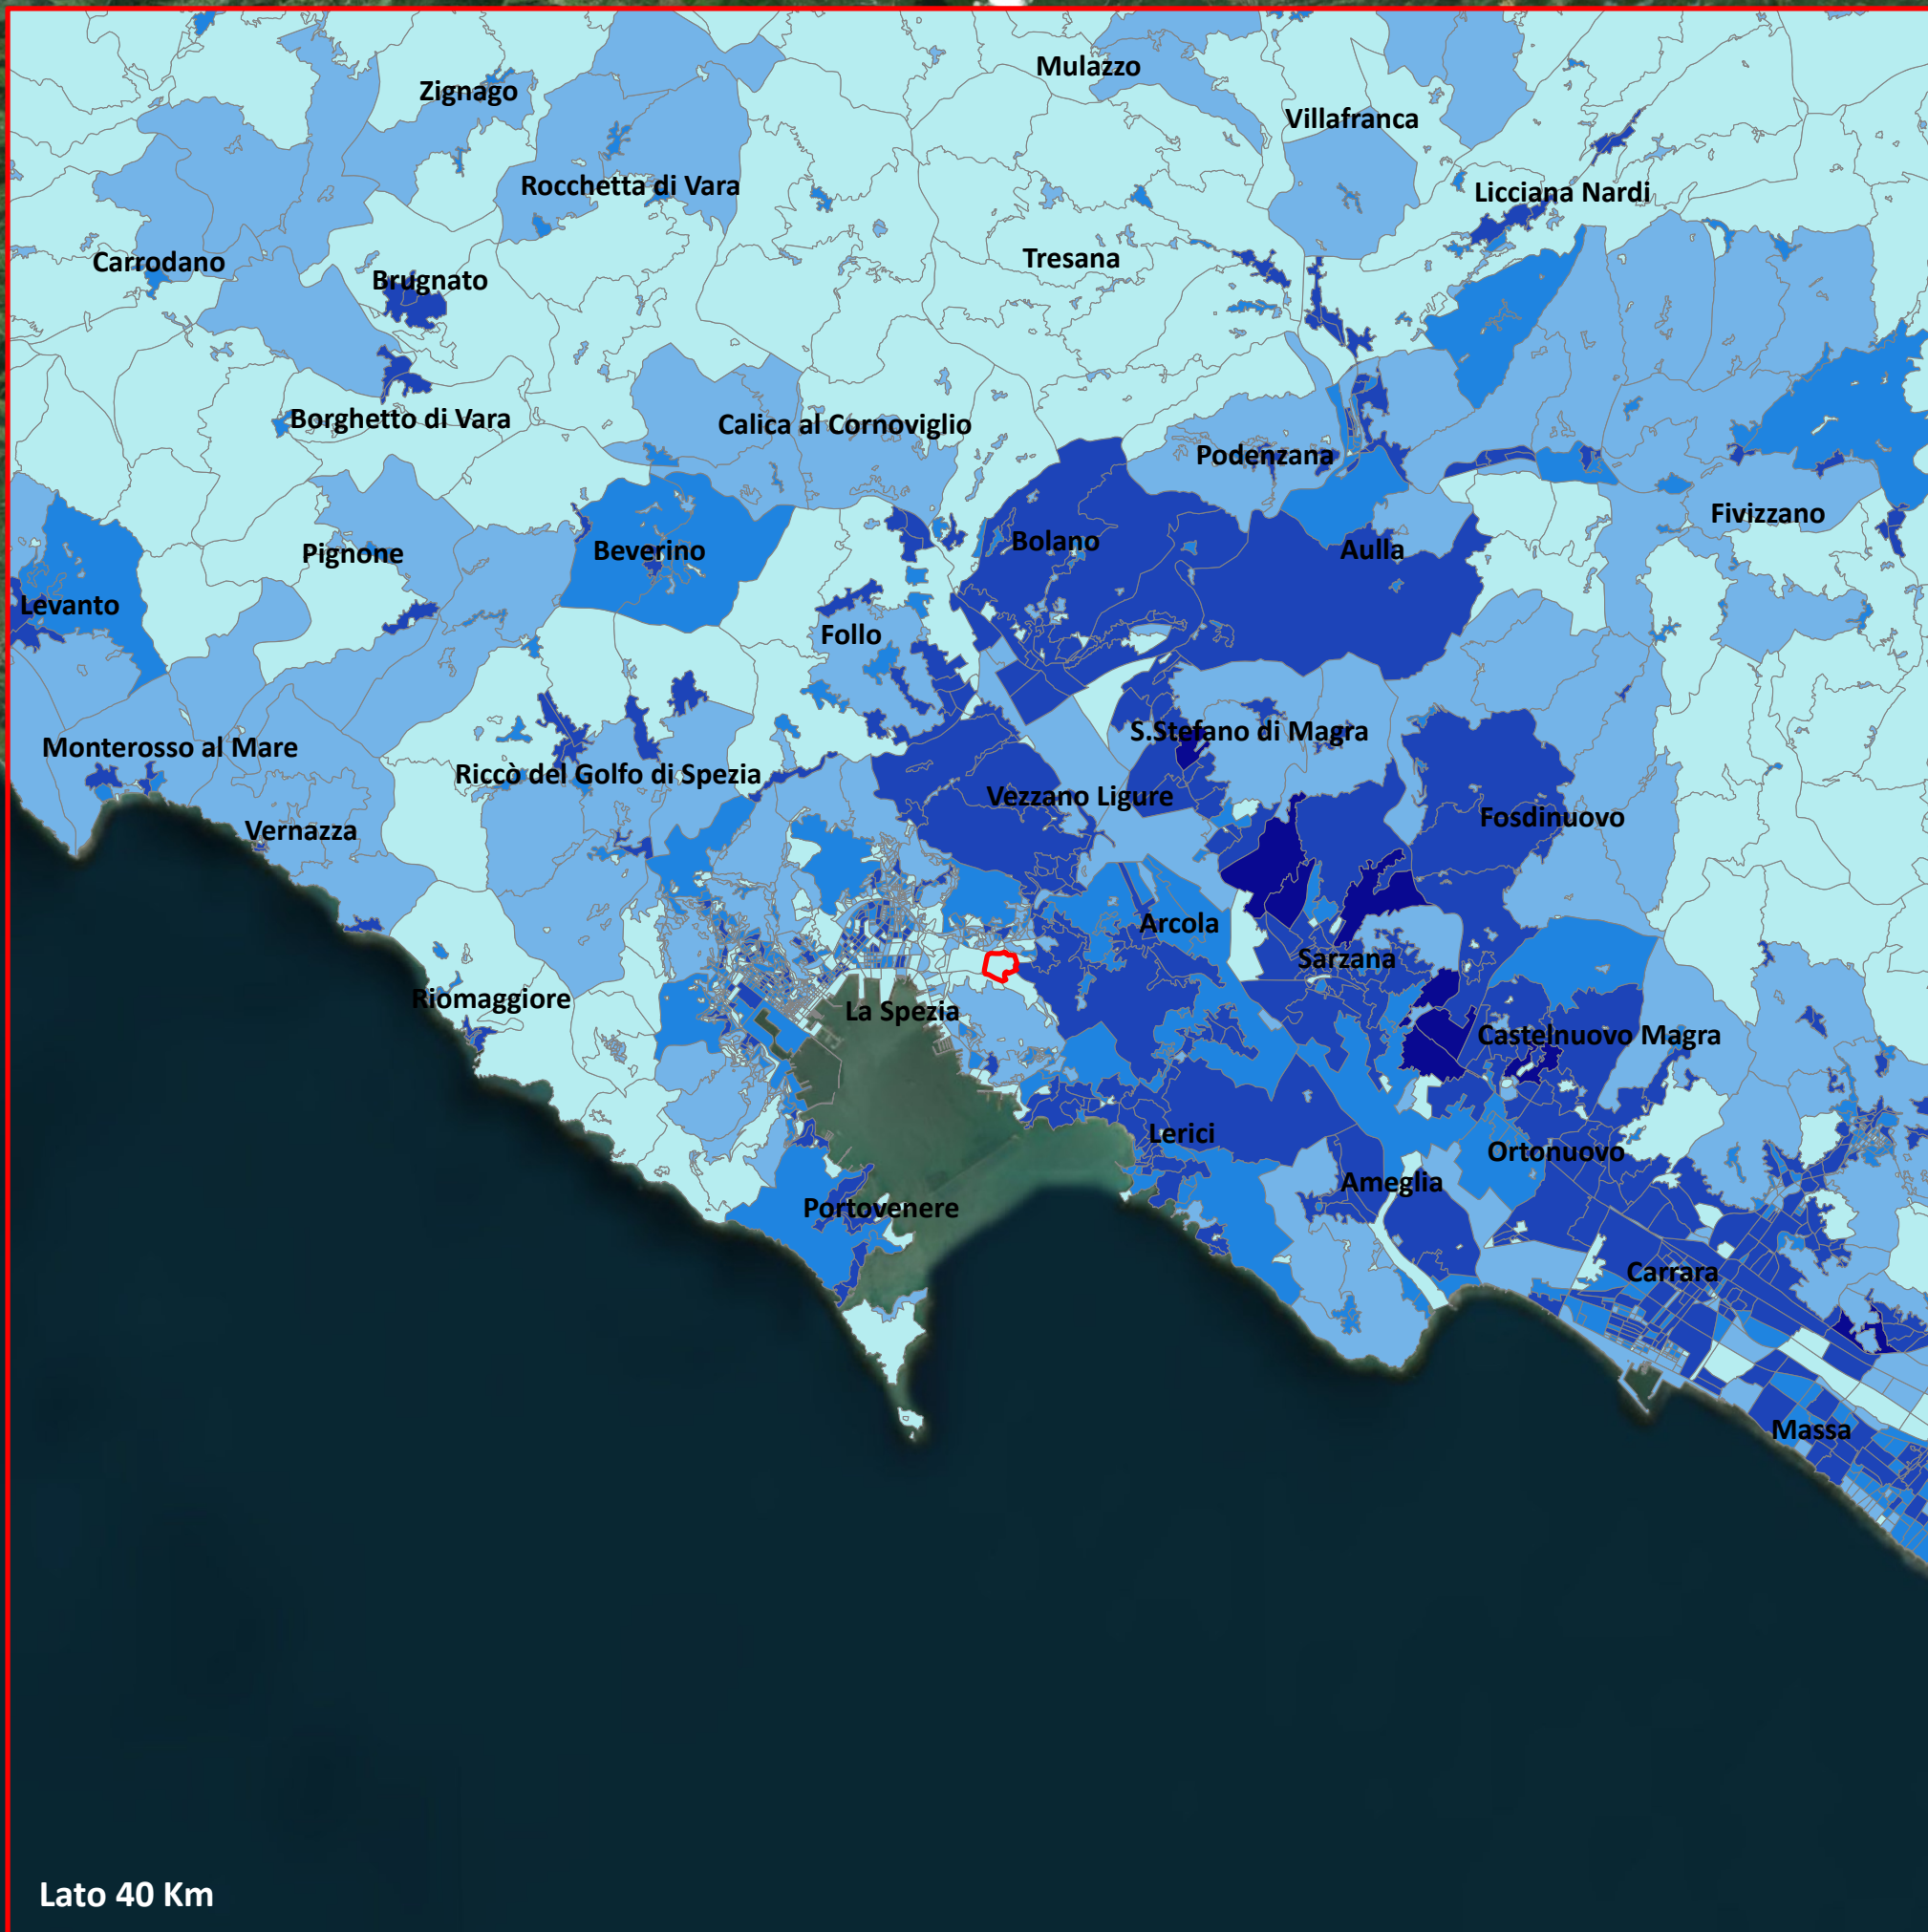 Mulazzo
Zignago
Villafranca
Rocchetta di Vara
Licciana Nardi
Carrodano
Tresana
Brugnato
Borghetto di Vara
Calica al Cornoviglio
Podenzana
Fivizzano
Pignone
Beverino
Bolano
Aulla
Levanto
Follo
S.Stefano di Magra
Monterosso al Mare
Riccò del Golfo di Spezia
Vezzano Ligure
Vernazza
Fosdinuovo
Arcola
Sarzana
Riomaggiore
La Spezia
Castelnuovo Magra
Lerici
Ortonuovo
Ameglia
Portovenere
Carrara
Massa
Lato 40 Km